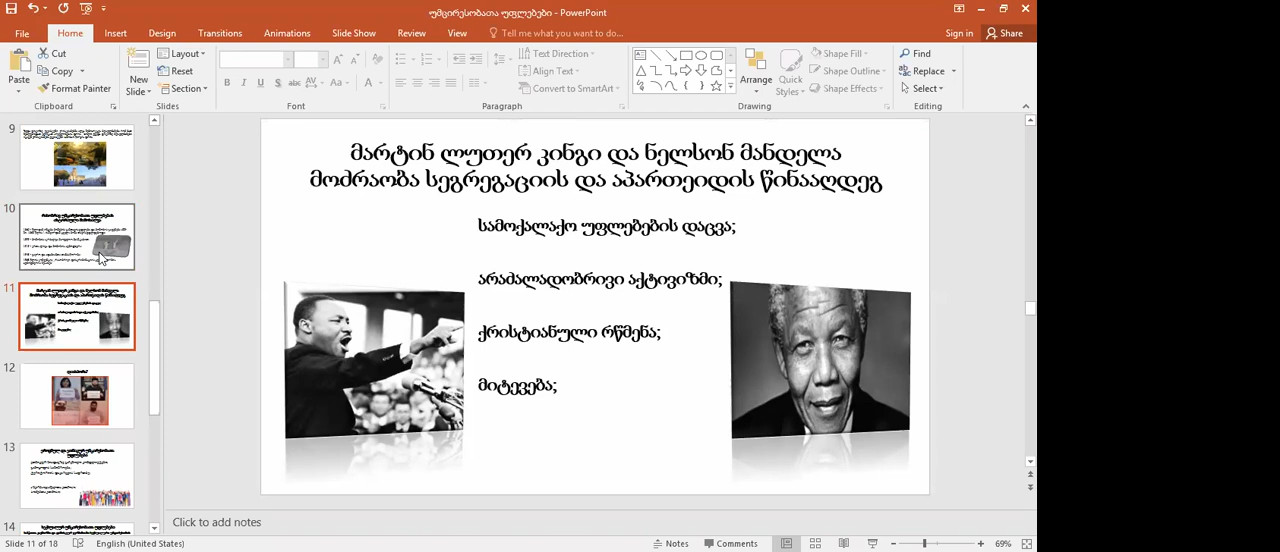 უმცირესობათა უფლებები - PowerPoint
File Home Insert Design Transitions Animations Slide Show Review View Tell me what you want to do... Sign in Share
Paste
Cut
Copy
Format Painter
Clipboard
New Slide
Layout
Reset
Section
Slides
B I U S abc AV Aa A
Font
Paragraph
Text Direction
Align Text
Convert to SmartArt
Arrange
Quick Styles
Shape Fill
Shape Outline
Shape Effects
Drawing
Find
Replace
Select
Editing
9
10
11
12
13
14
მარტინ ლუთერ კინგი და ნელსონ მანდელა
მოძრაობა სეგრეგაციის და აპართეიდის წინააღდეგ
სამოქალაქო უფლებების დაცვა;
არაძალადობრივი აქტივიზმი;
ქრისტიანული რწმენა;
მიტევება;
Click to add notes
Slide 11 of 18 English (United States) Notes Comments 69%